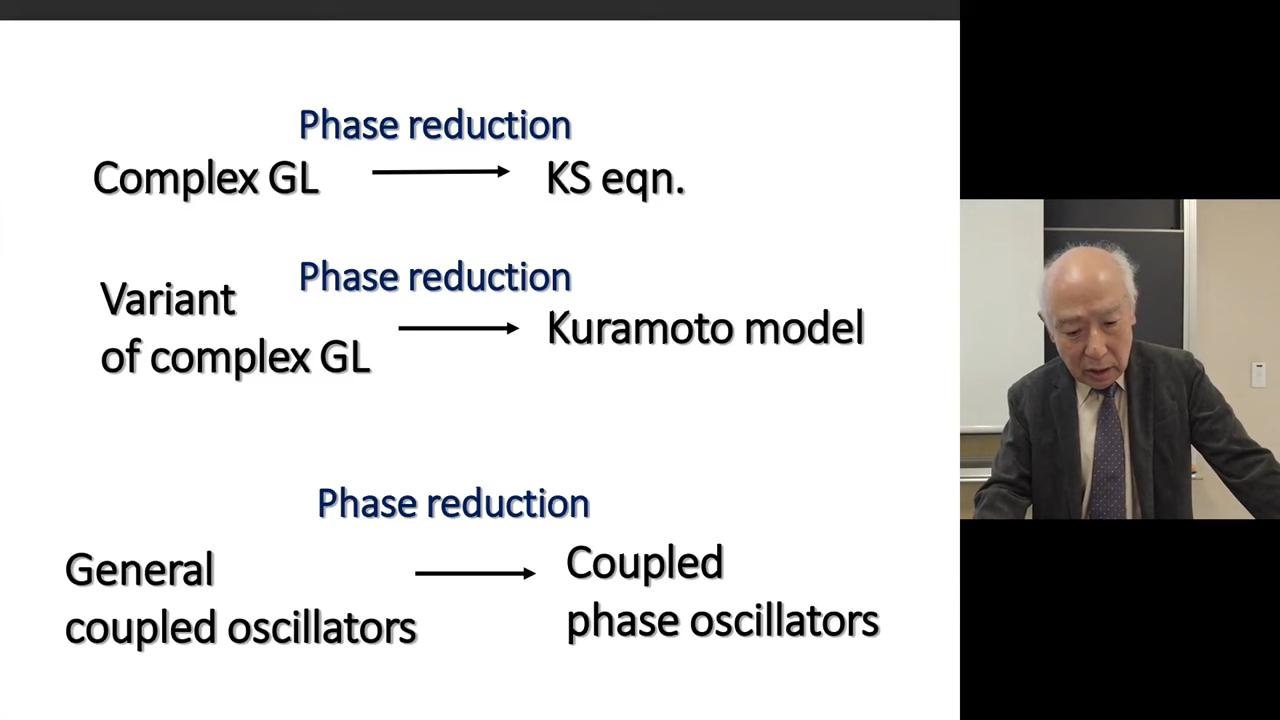 Phase reduction
Complex GL
KS eqn.
Phase reduction
Variant
of complex GL
Kuramoto model
Phase reduction
General
coupled oscillators
Coupled
phase oscillators